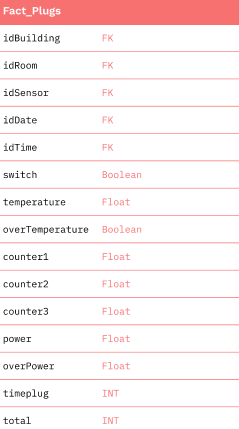 Fact_Plugs
idBuilding FK
idRoom FK
idSensor FK
idDate FK
idTime FK
switch Boolean
temperature Float
overTemperature Boolean
counter1 Float
counter2 Float
counter3 Float
power Float
overPower Float
timeplug INT
total INT